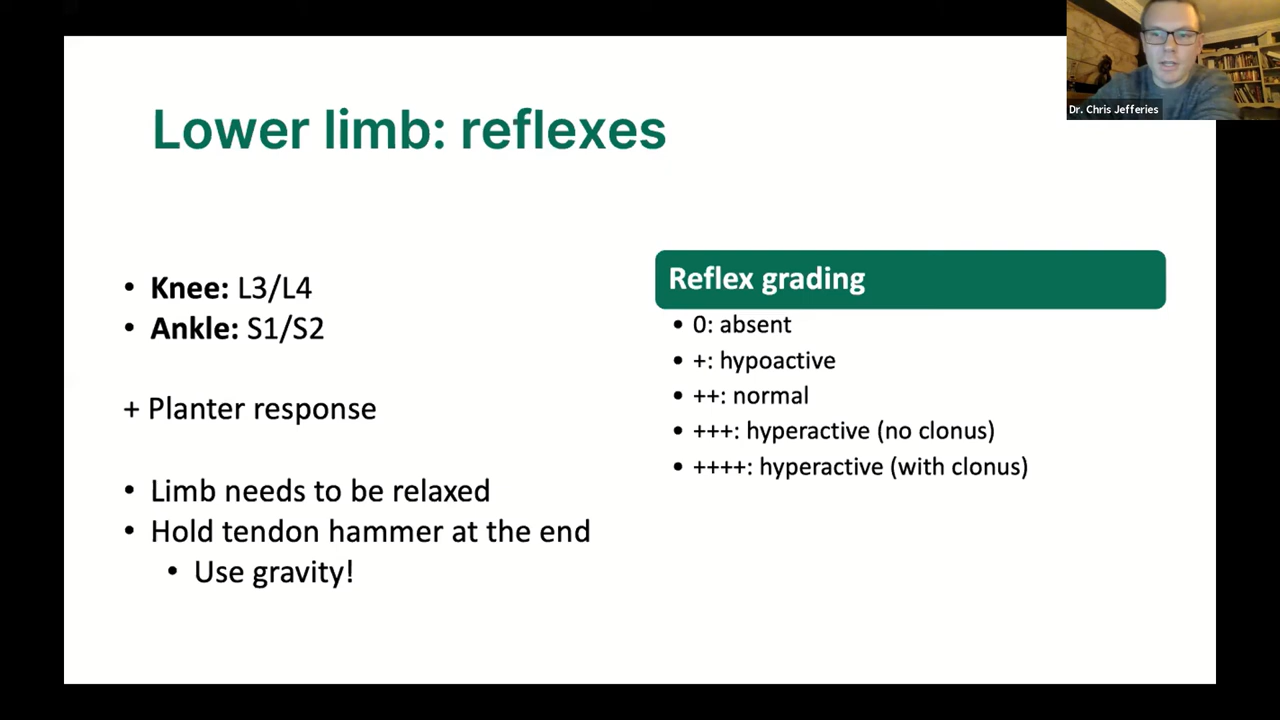 Dr. Chris Jefferies
Lower limb: reflexes
• Knee: L3/L4
• Ankle: S1/S2
+ Planter response
• Limb needs to be relaxed
• Hold tendon hammer at the end
• Use gravity!
Reflex grading
• 0: absent
• +: hypoactive
• ++: normal
• +++: hyperactive (no clonus)
• ++++: hyperactive (with clonus)